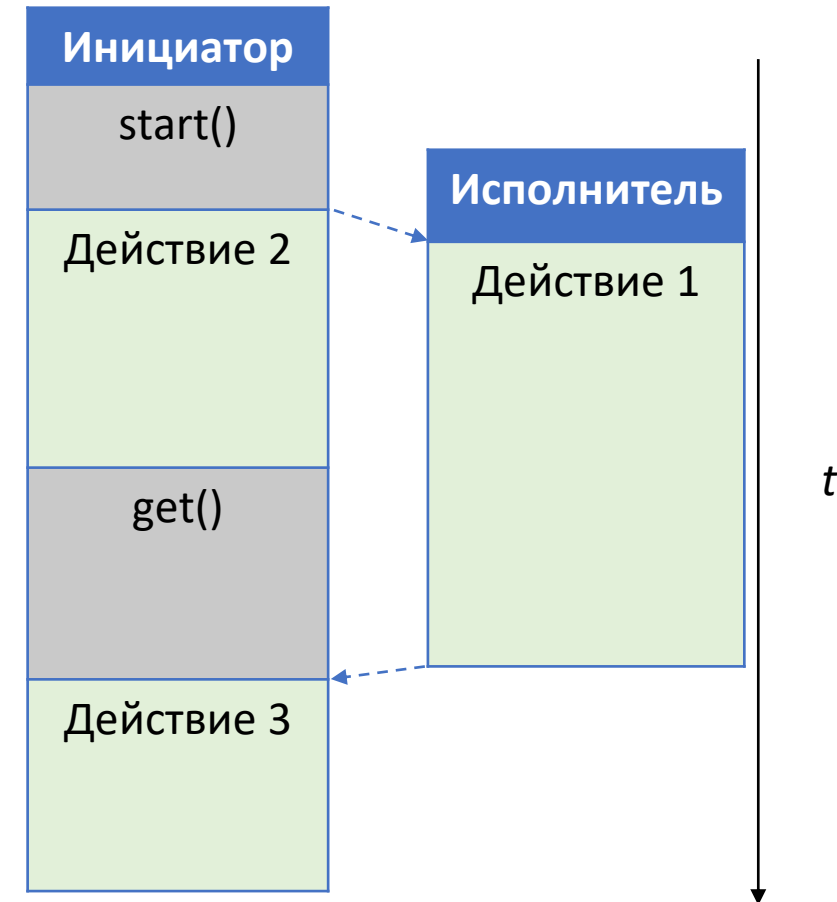 Инициатор
start()
Исполнитель
Действие 2
Действие 1
t
get()
Действие 3